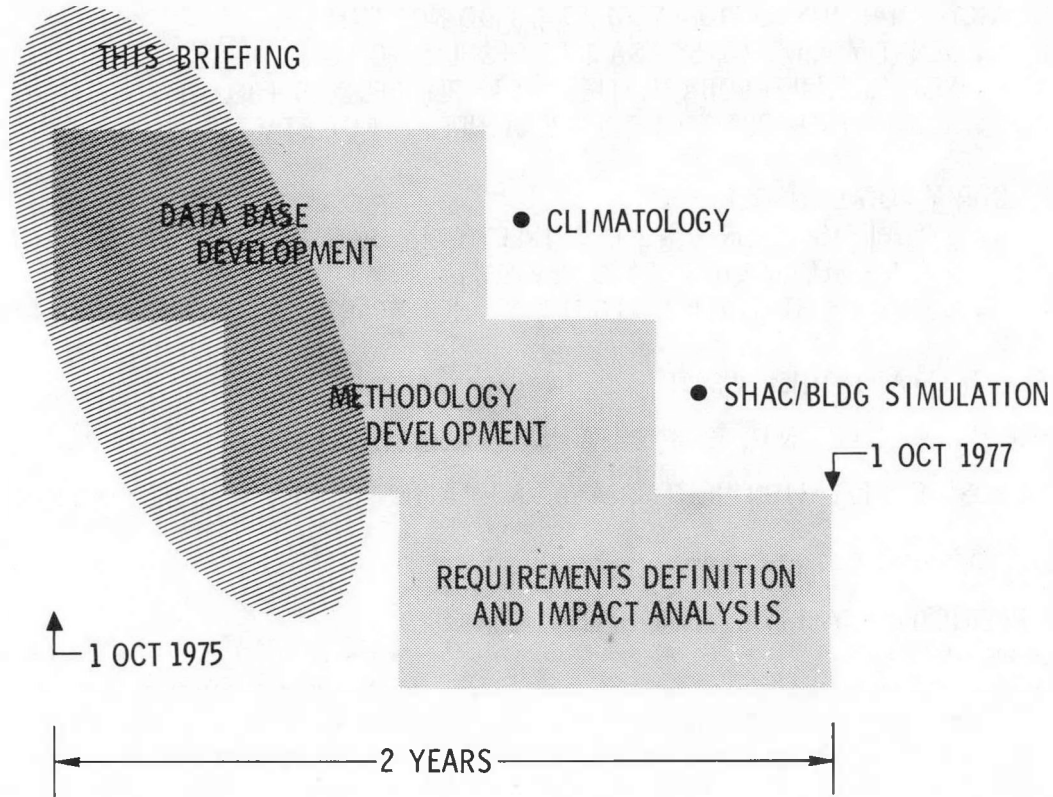 THIS BRIEFING
DATA BASE
DEVELOPMENT
• CLIMATOLOGY
METHODOLOGY
DEVELOPMENT
• SHAC/BLDG SIMULATION
1 OCT 1977
REQUIREMENTS DEFINITION
AND IMPACT ANALYSIS
1 OCT 1975
2 YEARS